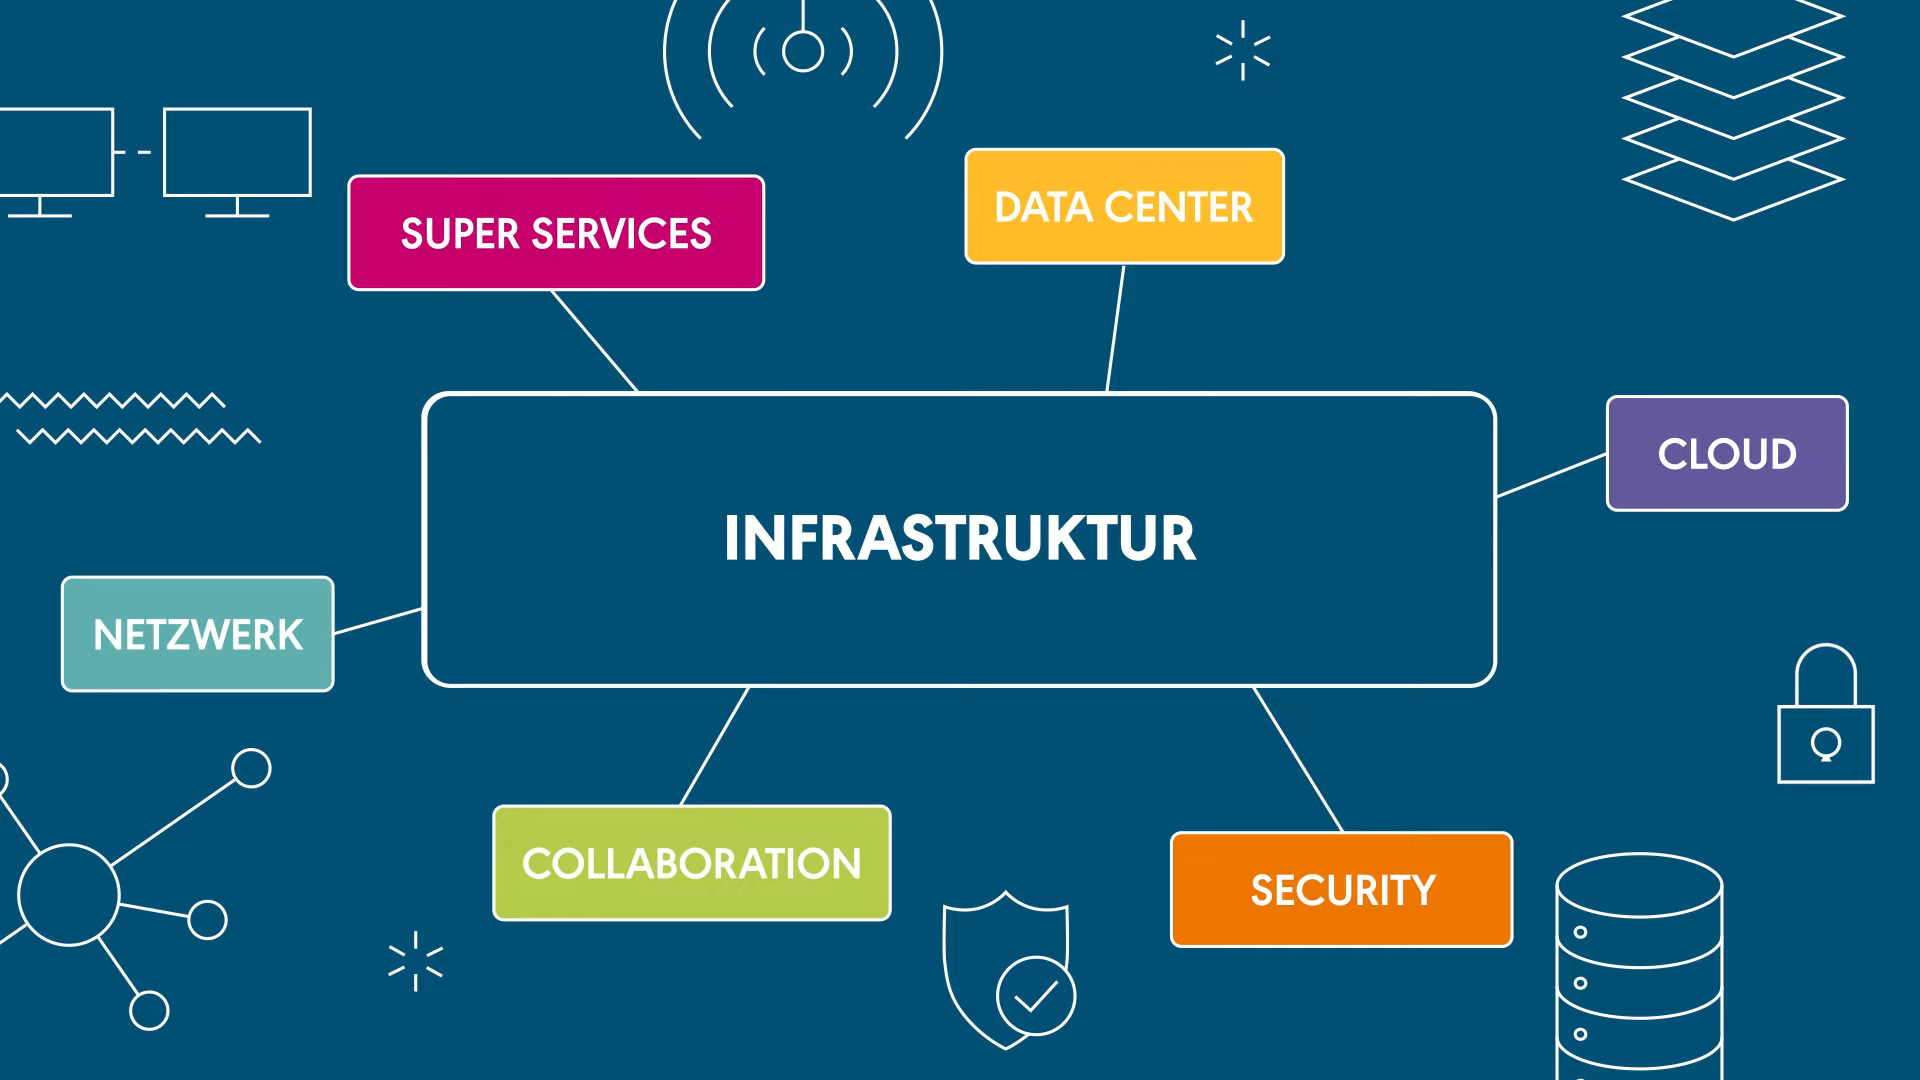 DATA CENTER
SUPER SERVICES
CLOUD
INFRASTRUKTUR
NETZWERK
COLLABORATION
SECURITY